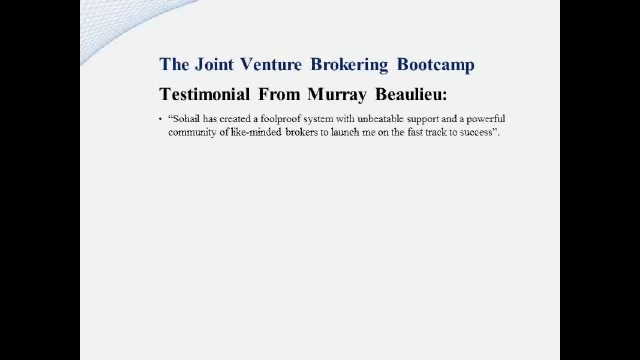 The Joint Venture Brokering Bootcamp
Testimonial From Murray Beaulieu:
• “Sohail has created a foolproof system with unbeatable support and a powerful
community of like-minded brokers to launch me on the fast track to success”.